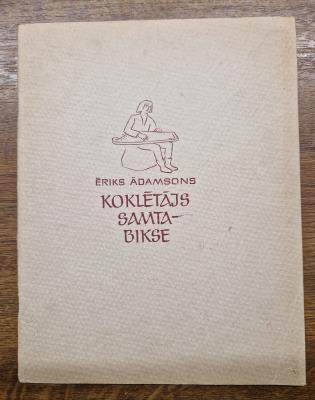 ĒRIKS ĀDAMSONS
KOKLĒTĀJS
SAMTA-
BIKSE